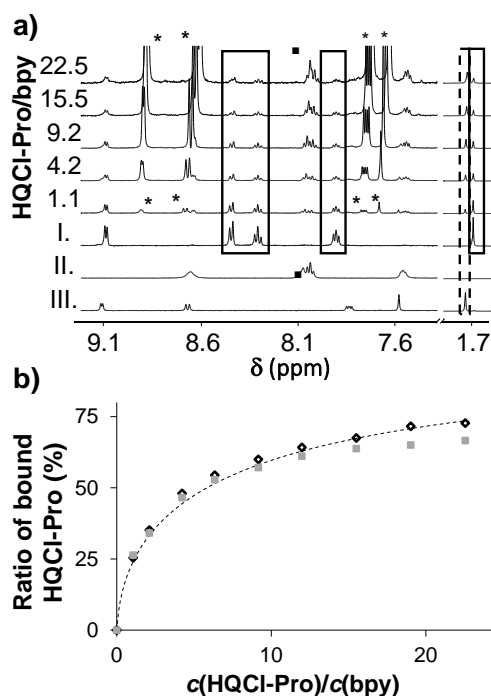 a)
* * ■ * *
HQCl-Pro/bpy
22.5
15.5
9.2
4.2
1.1
* * * *
I.
II.
■
III.
9.1 8.6 8.1 7.6 1.7
δ (ppm)
b)
Ratio of bound
HQCl-Pro (%)
75
50
25
0
0 10 20
c(HQCl-Pro)/c(bpy)